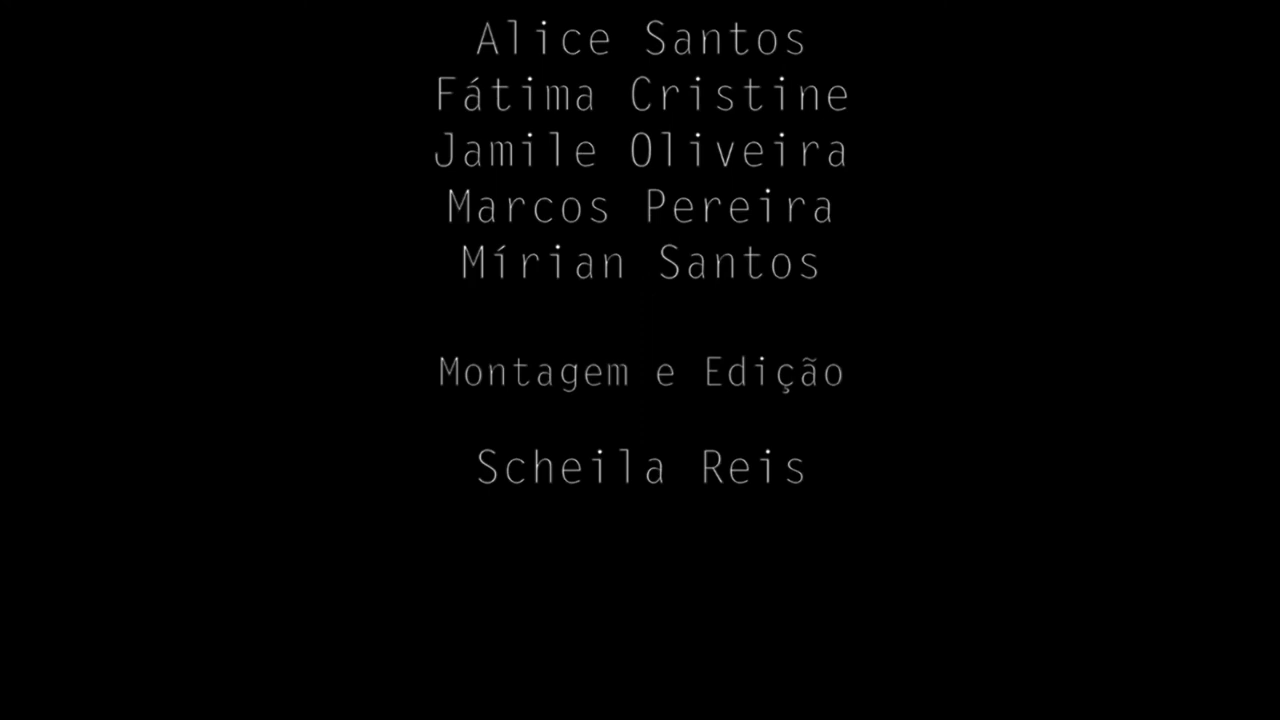 Alice Santos
Fátima Cristine
Jamile Oliveira
Marcos Pereira
Mírian Santos
Montagem e Edição
Scheila Reis